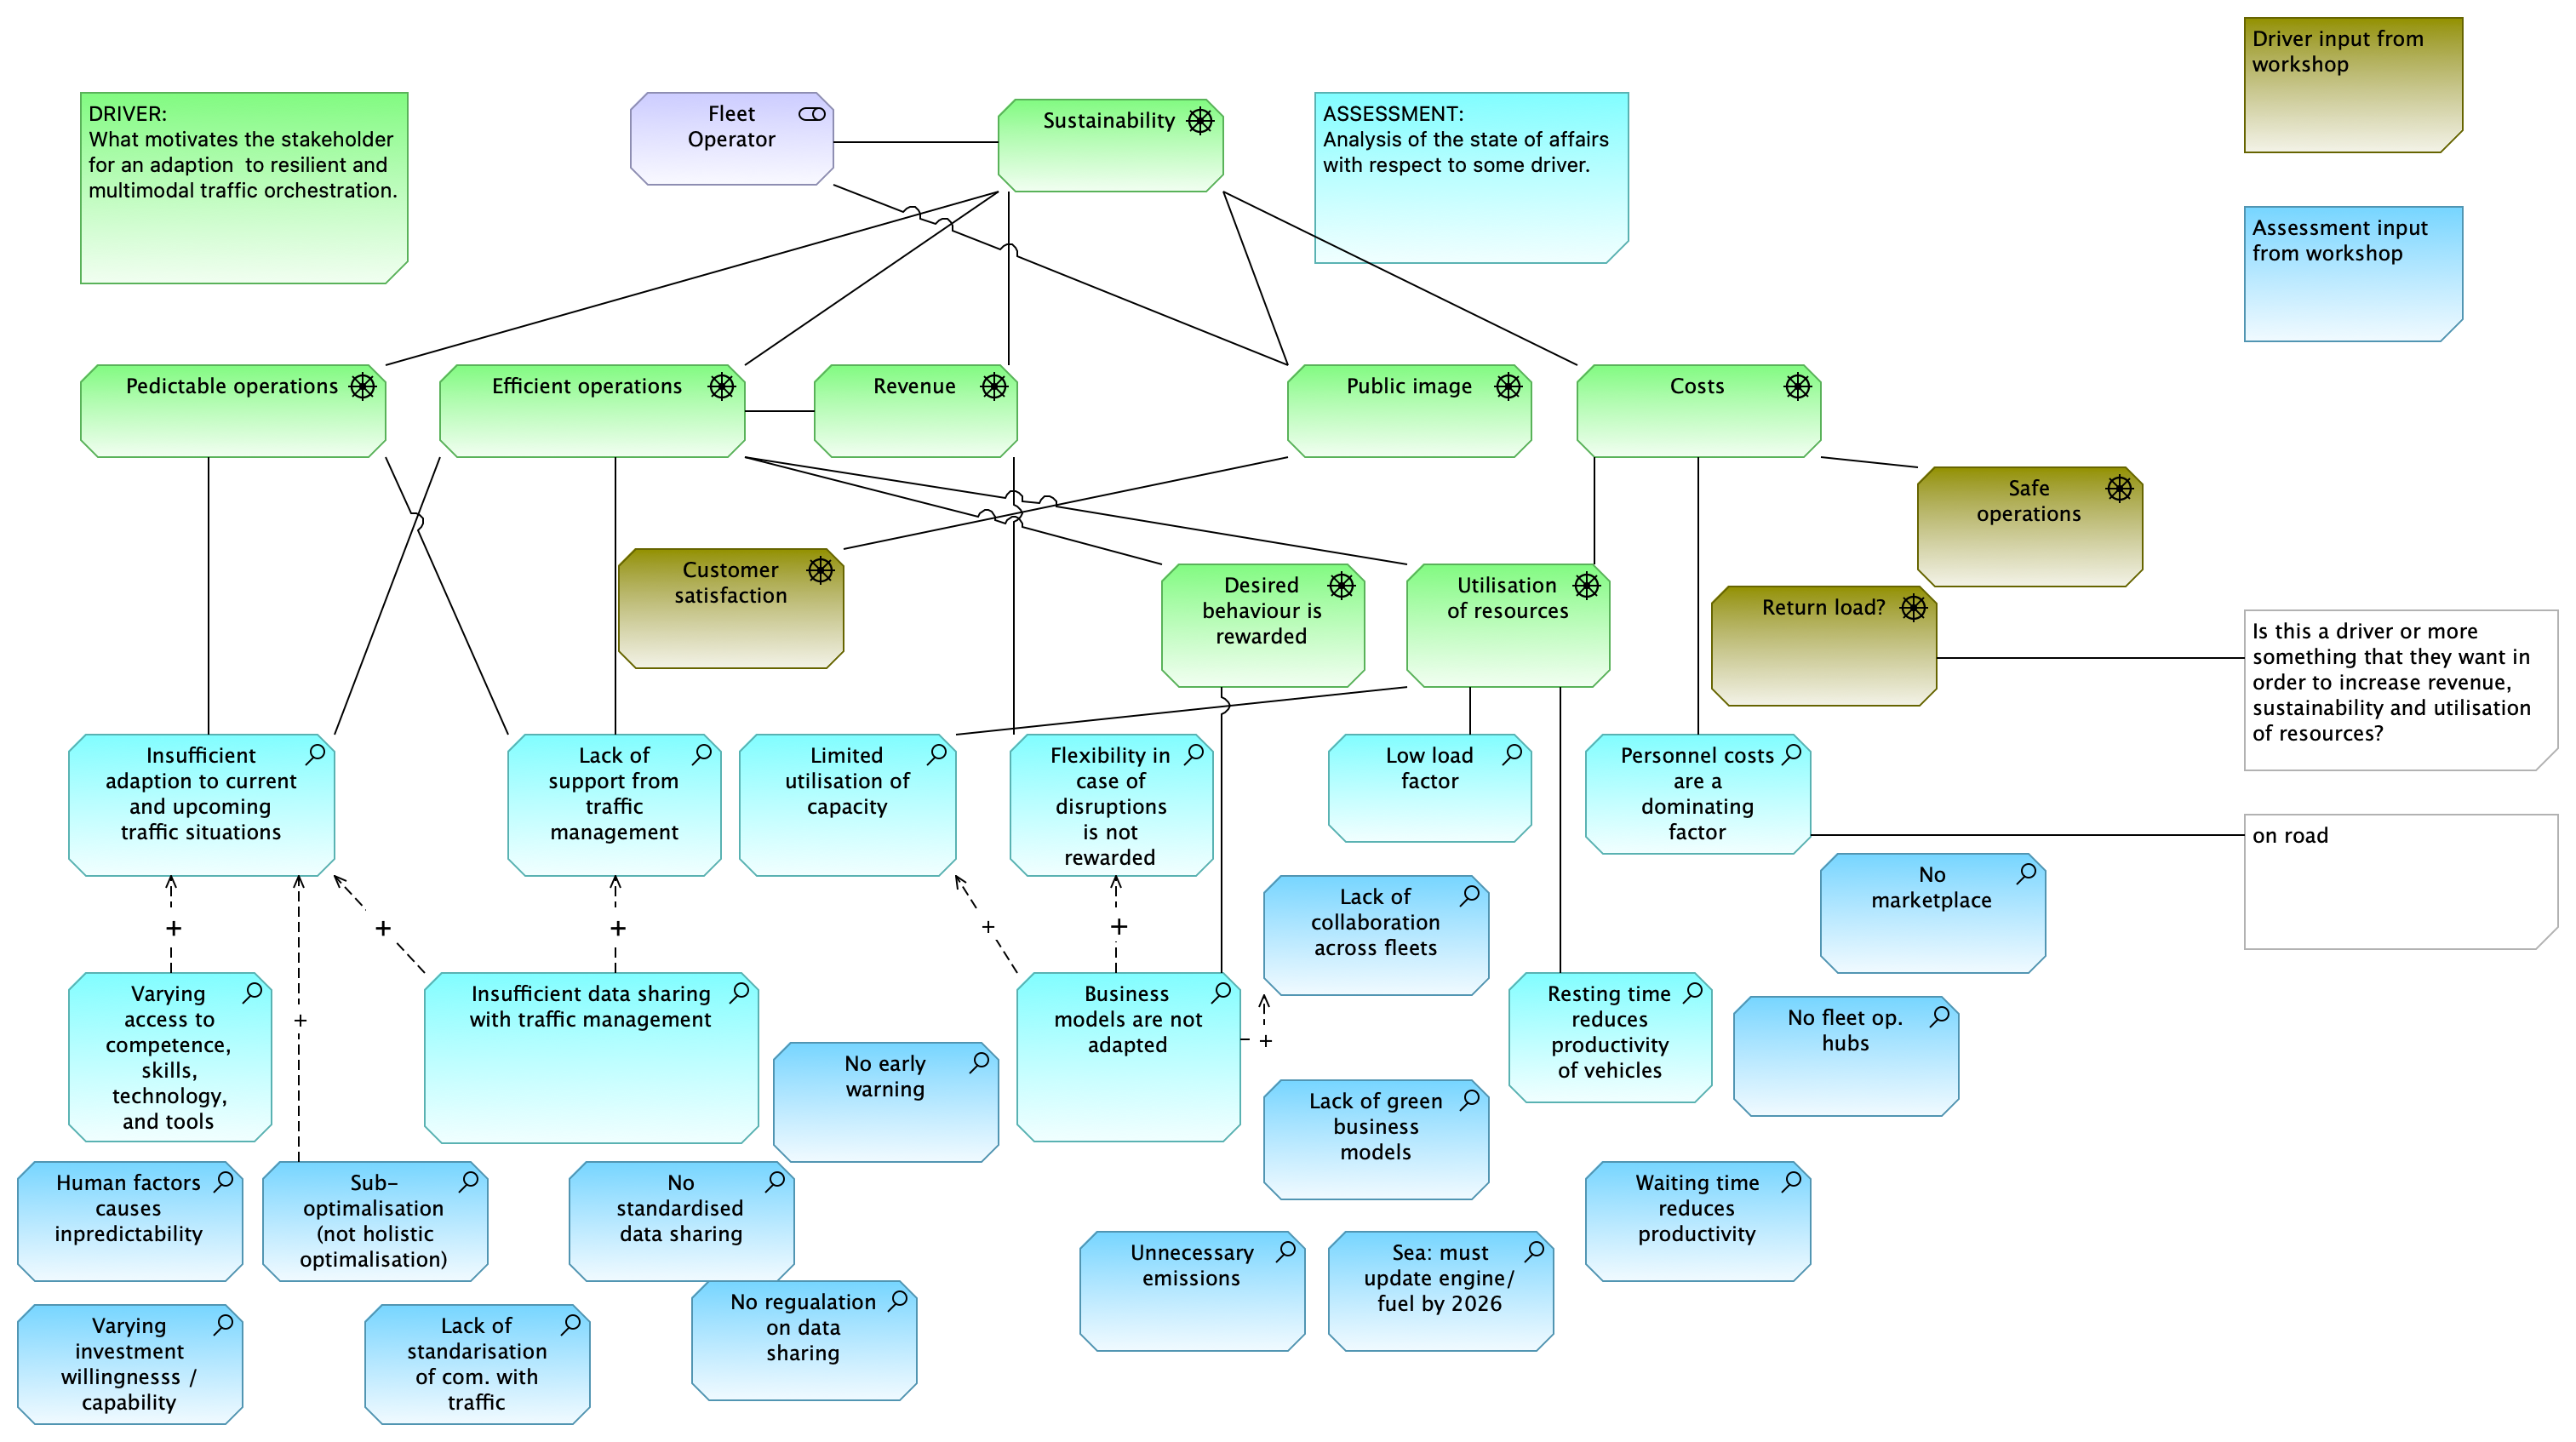 Driver input from
workshop
DRIVER:
What motivates the stakeholder
for an adaption  to resilient and
multimodal traffic orchestration.
Fleet
Operator
Sustainability
ASSESSMENT:
Analysis of the state of affairs
with respect to some driver.
Assessment input
from workshop
Pedictable operations
Efficient operations
Revenue
Public image
Costs
Safe
operations
Customer
satisfaction
Desired
behaviour is
rewarded
Utilisation
of resources
Return load?
Is this a driver or more
something that they want in
order to increase revenue,
sustainability and utilisation
of resources?
Insufficient
adaption to current
and upcoming
traffic situations
Lack of
support from
traffic
management
Limited
utilisation of
capacity
Flexibility in
case of
disruptions
is not
rewarded
Low load
factor
Personnel costs
are a
dominating
factor
on road
No
marketplace
Lack of
collaboration
across fleets
+
+
+
+
+
+
+
Varying
access to
competence,
skills,
technology,
and tools
Insufficient data sharing
with traffic management
Business
models are not
adapted
Resting time
reduces
productivity
of vehicles
No fleet op.
hubs
No early
warning
Lack of green
business
models
Human factors
causes
inpredictability
Sub-
optimalisation
(not holistic
optimalisation)
No
standardised
data sharing
Waiting time
reduces
productivity
Unnecessary
emissions
Sea: must
update engine/
fuel by 2026
No regualation
on data
sharing
Varying
investment
willingnesss /
capability
Lack of
standarisation
of com. with
traffic